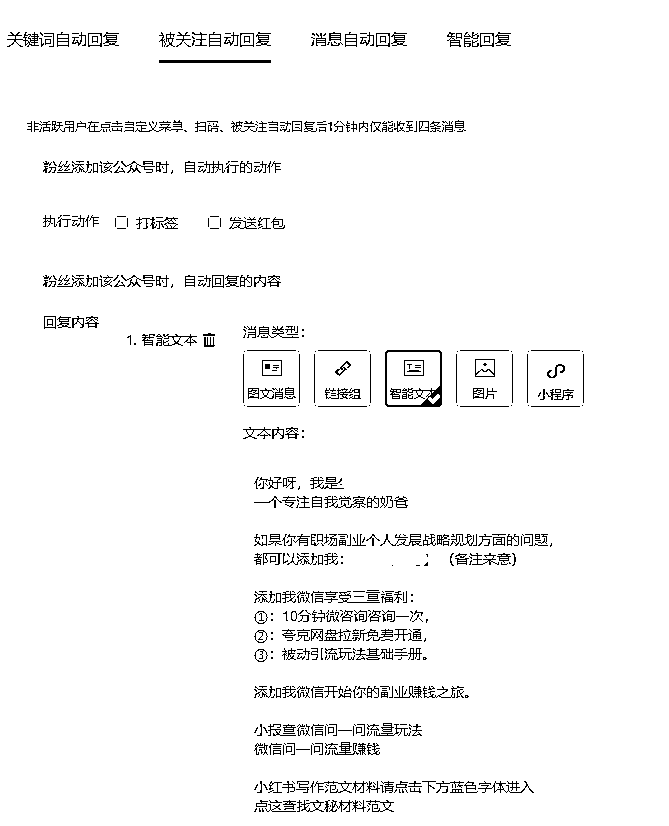 关键词自动回复 被关注自动回复 消息自动回复 智能回复
非活跃用户在点击自定义菜单、扫码、被关注自动回复后1分钟内仅能收到四条消息
粉丝添加该公众号时，自动执行的动作
执行动作 打标签 发送红包
粉丝添加该公众号时，自动回复的内容
回复内容
1. 智能文本
消息类型：
图文消息 链接组 智能文本 图片 小程序
文本内容：
你好呀，我是
一个专注自我觉察的奶爸
如果你有职场副业个人发展战略规划方面的问题，
都可以添加我： 】 （备注来意）
添加我微信享受三重福利：
①：10分钟微咨询咨询一次，
②：夸克网盘拉新免费开通，
③：被动引流玩法基础手册。
添加我微信开始你的副业赚钱之旅。
小报童微信问一问流量玩法
微信问一问流量赚钱
小红书写作范文材料请点击下方蓝色字体进入
点这查找文秘材料范文